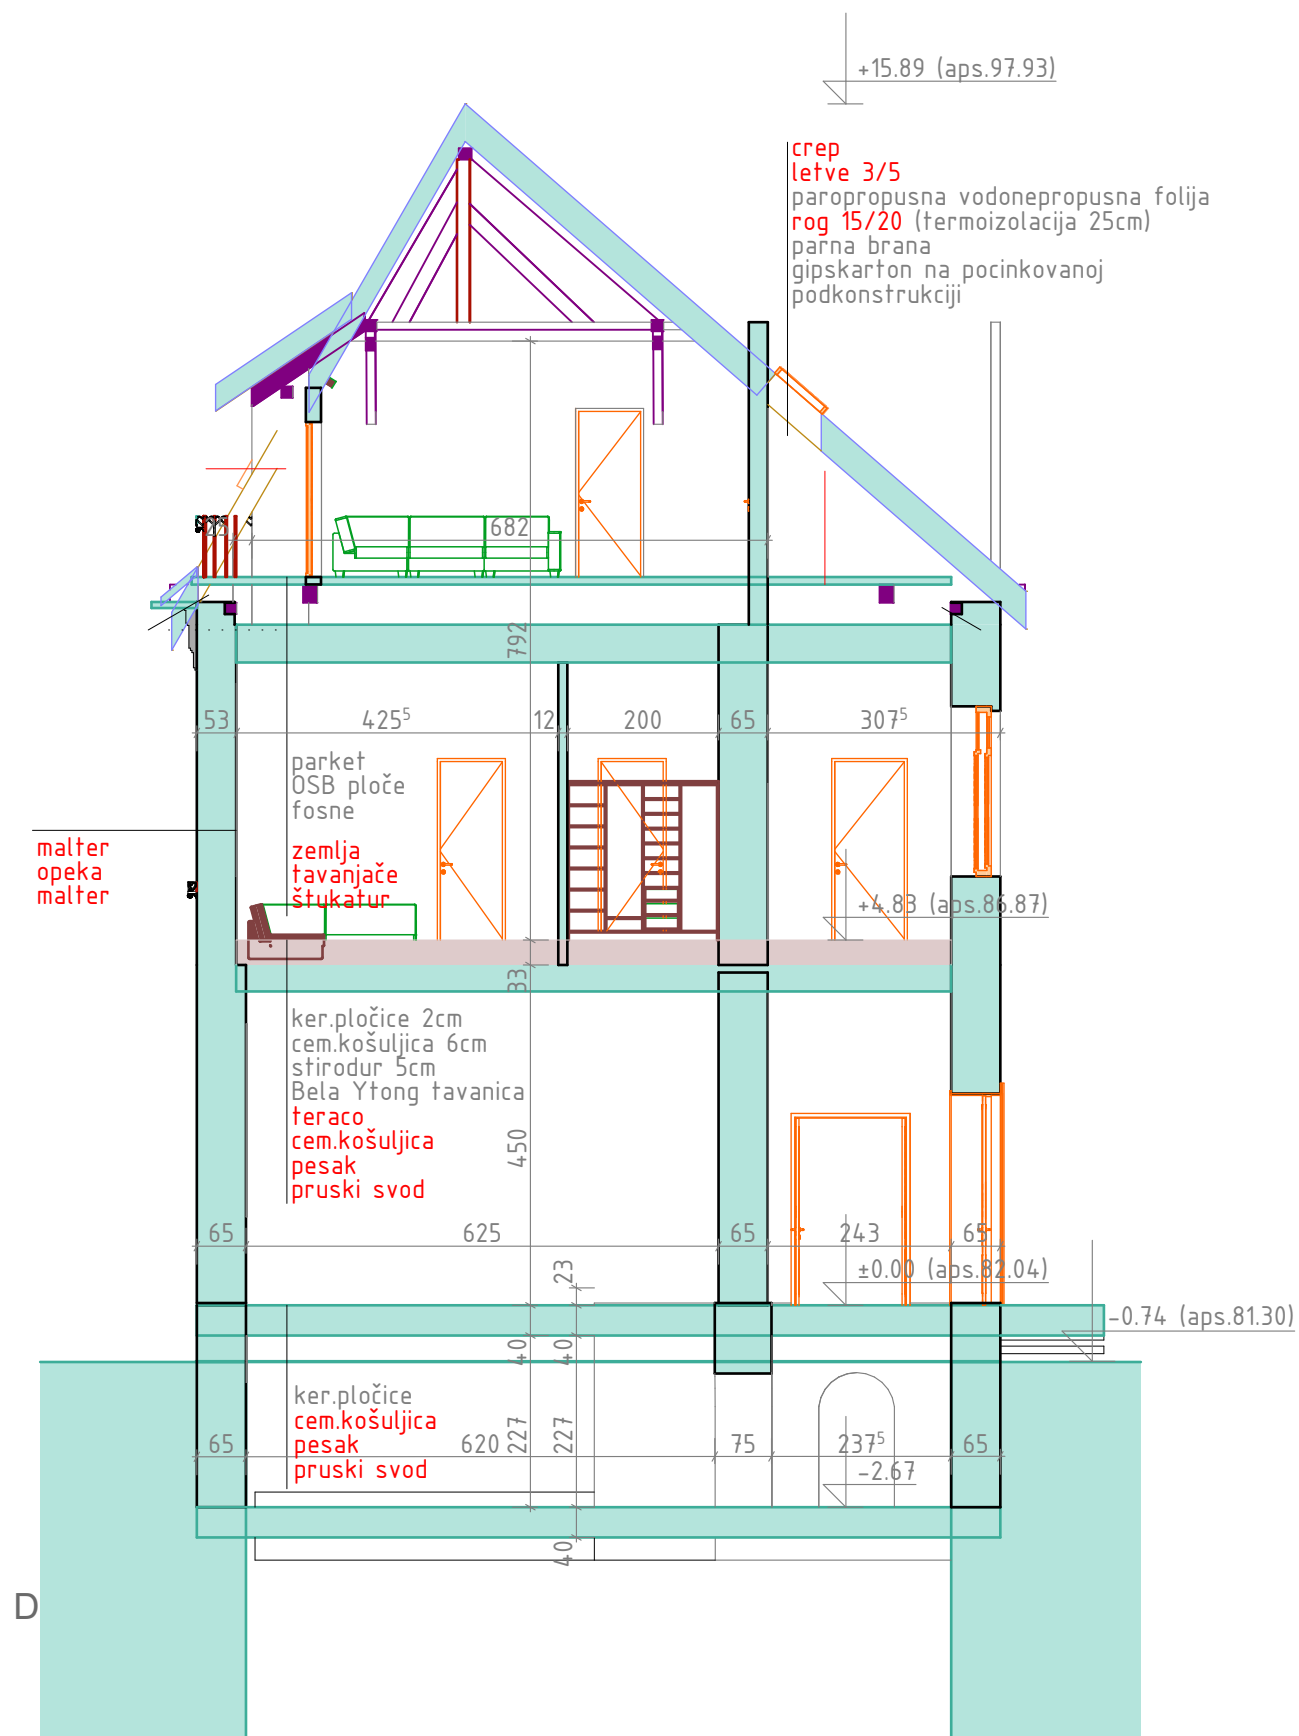 +15.89 (aps.97.93)
crep
letve 3/5
paropropusna vodonepropusna folija
rog 15/20 (termoizolacija 25cm)
parna brana
gipskarton na pocinkovanoj
podkonstrukciji
682
792
53
425⁵
12
200
65
307⁵
parket
OSB ploče
fosne
zemlja
tavanjače
štukatur
malter
opeka
malter
+4.83 (aps.86.87)
33
ker.pločice 2cm
cem.košuljica 6cm
stirodur 5cm
Bela Ytong tavanica
teraco
cem.košuljica
pesak
pruski svod
450
65
625
65
243
65
23
±0.00 (aps.82.04)
-0.74 (aps.81.30)
40
40
ker.pločice
cem.košuljica
pesak
pruski svod
227
227
65
620
75
237⁵
65
-2.67
40
D